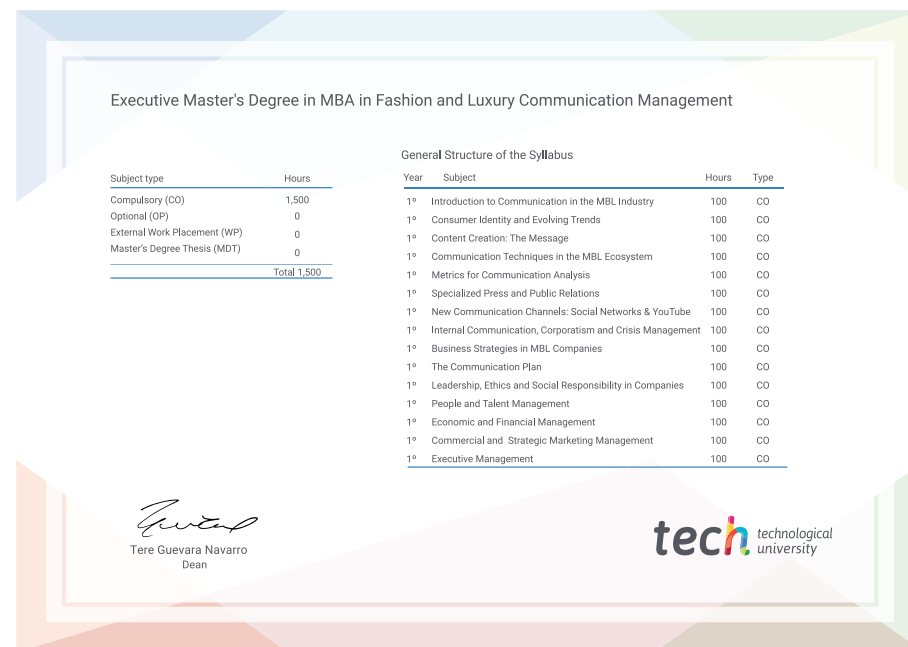 Executive Master's Degree in MBA in Fashion and Luxury Communication Management
Subject type Hours
Compulsory (CO) 1,500
Optional (OP) 0
External Work Placement (WP) 0
Master's Degree Thesis (MDT) 0
Total 1,500
General Structure of the Syllabus
Year Subject Hours Type
1º Introduction to Communication in the MBL Industry 100 CO
1º Consumer Identity and Evolving Trends 100 CO
1º Content Creation: The Message 100 CO
1º Communication Techniques in the MBL Ecosystem 100 CO
1º Metrics for Communication Analysis 100 CO
1º Specialized Press and Public Relations 100 CO
1º New Communication Channels: Social Networks & YouTube 100 CO
1º Internal Communication, Corporatism and Crisis Management 100 CO
1º Business Strategies in MBL Companies 100 CO
1º The Communication Plan 100 CO
1º Leadership, Ethics and Social Responsibility in Companies 100 CO
1º People and Talent Management 100 CO
1º Economic and Financial Management 100 CO
1º Commercial and Strategic Marketing Management 100 CO
1º Executive Management 100 CO
Tere Guevara Navarro
Dean
tech technological
university